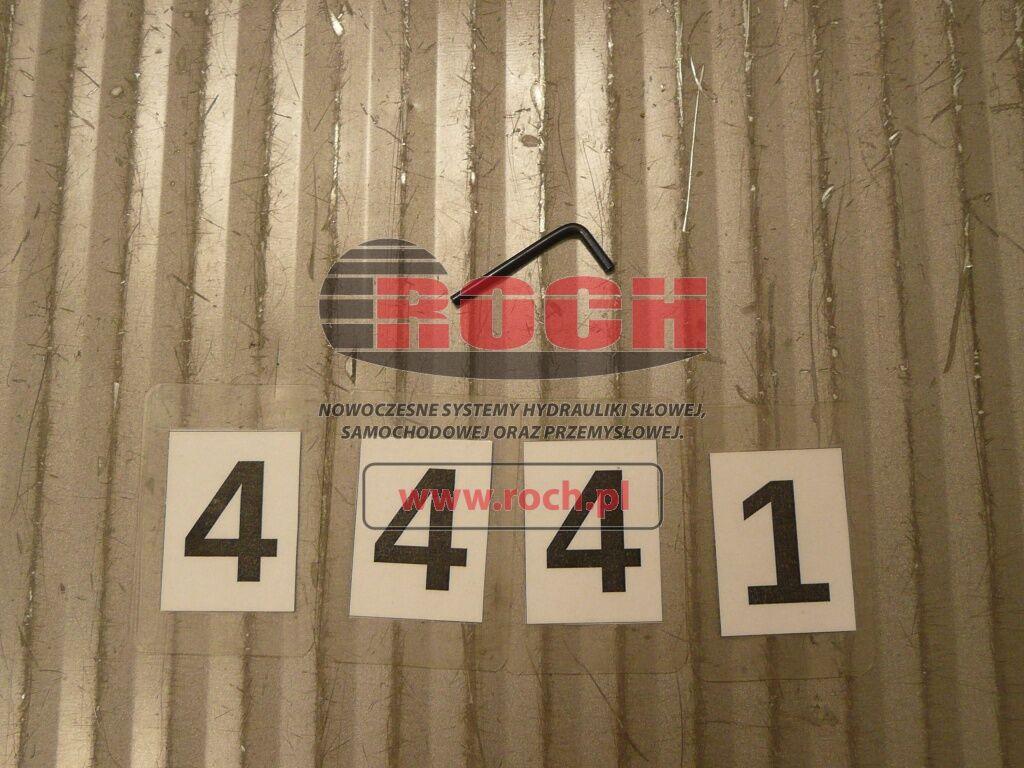 ROCH
NOWOCZESNE SYSTEMY HYDRAULIKI SIŁOWEJ,
SAMOCHODOWEJ ORAZ PRZEMYSŁOWEJ.
www.roch.pl
4 4 4 1